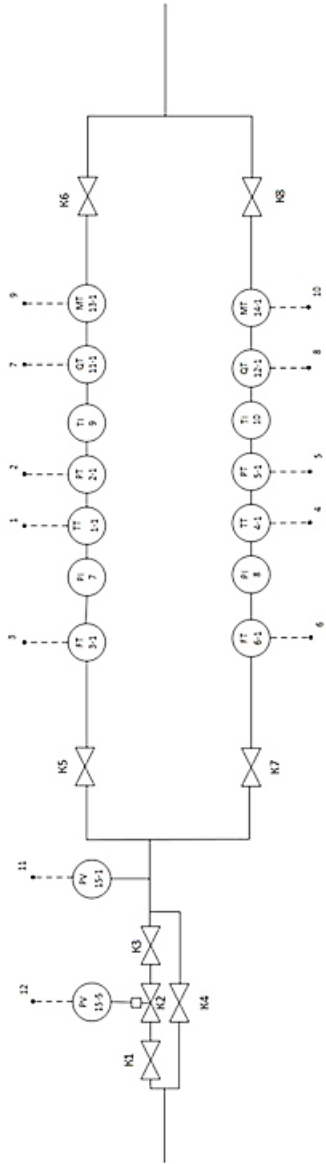 12
11
3
1
2
7
9
K5
K6
PV
15-5
PV
15-1
FT
3-1
PI
7
TT
1-1
PT
2-1
TI
9
QT
11-1
MT
13-1
K1
K3
K2
K4
FT
6-1
PI
8
TT
4-1
PT
5-1
TI
10
QT
12-1
MT
14-1
K7
K8
6
4
5
8
10